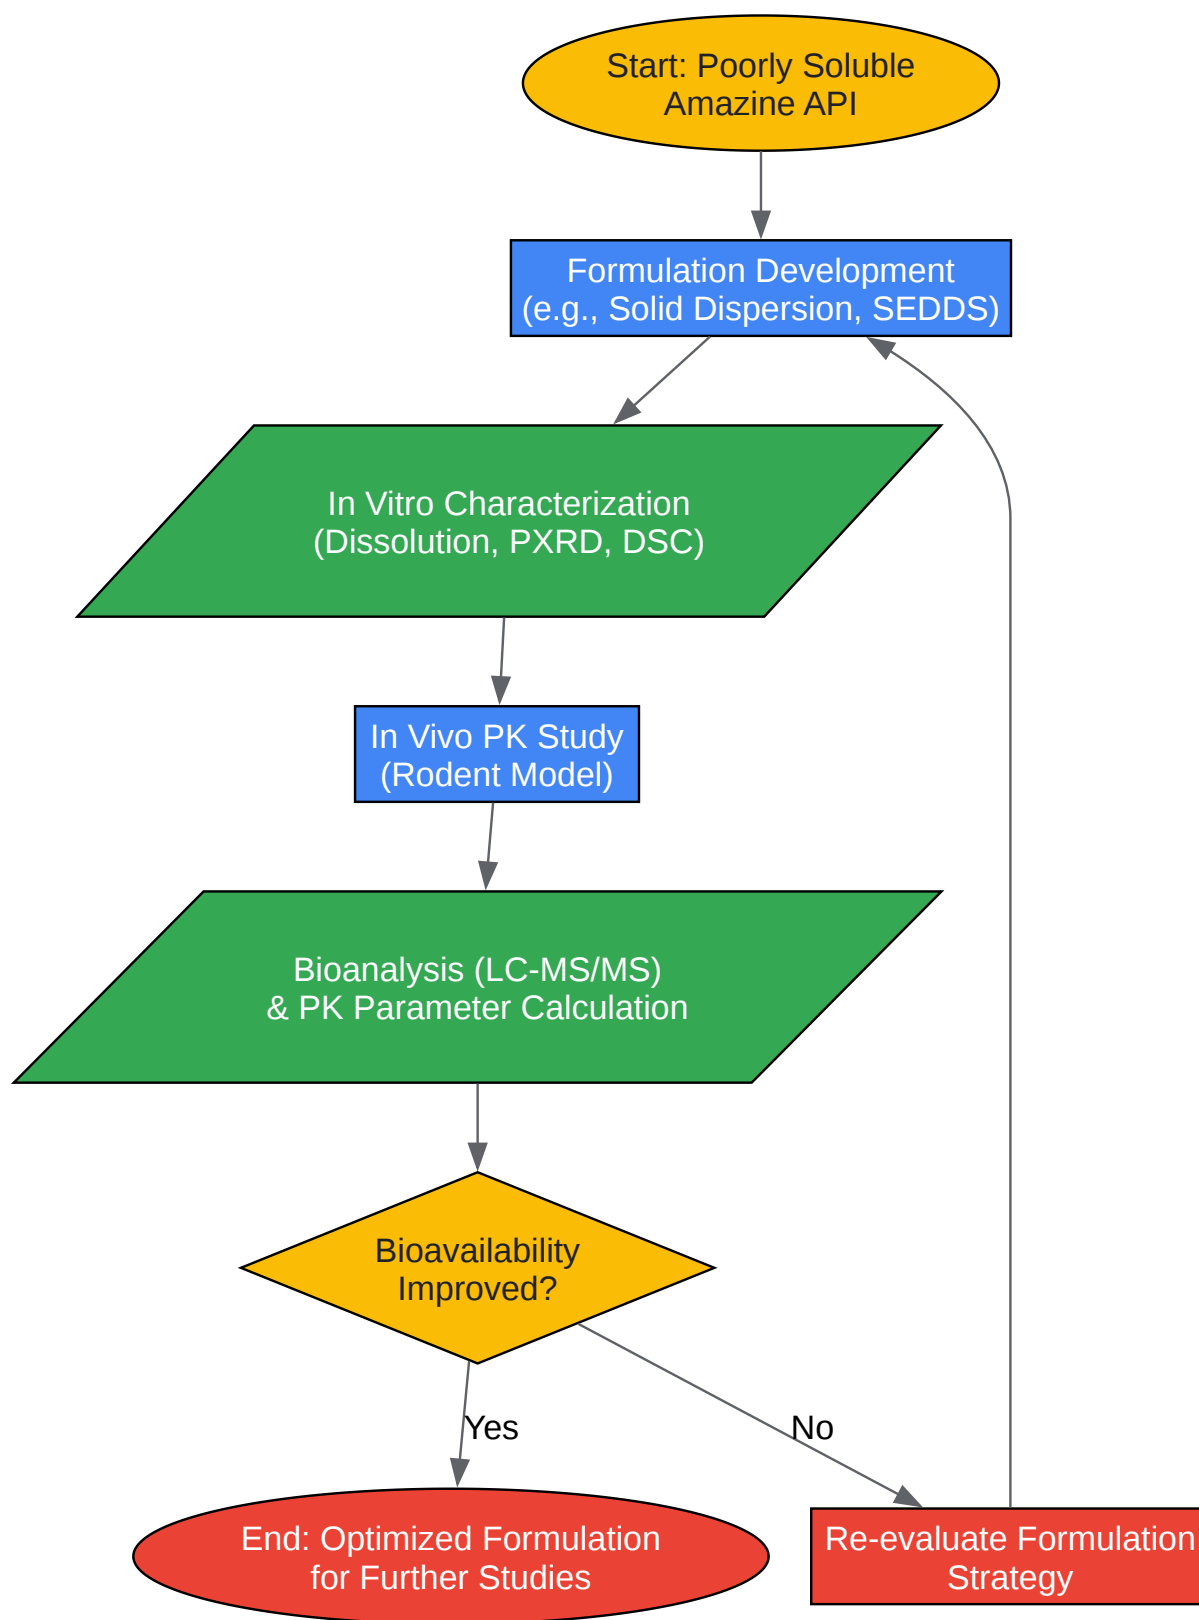 Start: Poorly Soluble
Amazine API
Formulation Development
(e.g., Solid Dispersion, SEDDS)
In Vitro Characterization
(Dissolution, PXRD, DSC)
In Vivo PK Study
(Rodent Model)
Bioanalysis (LC-MS/MS)
& PK Parameter Calculation
Bioavailability
Improved?
Yes
No
End: Optimized Formulation
for Further Studies
Re-evaluate Formulation
Strategy